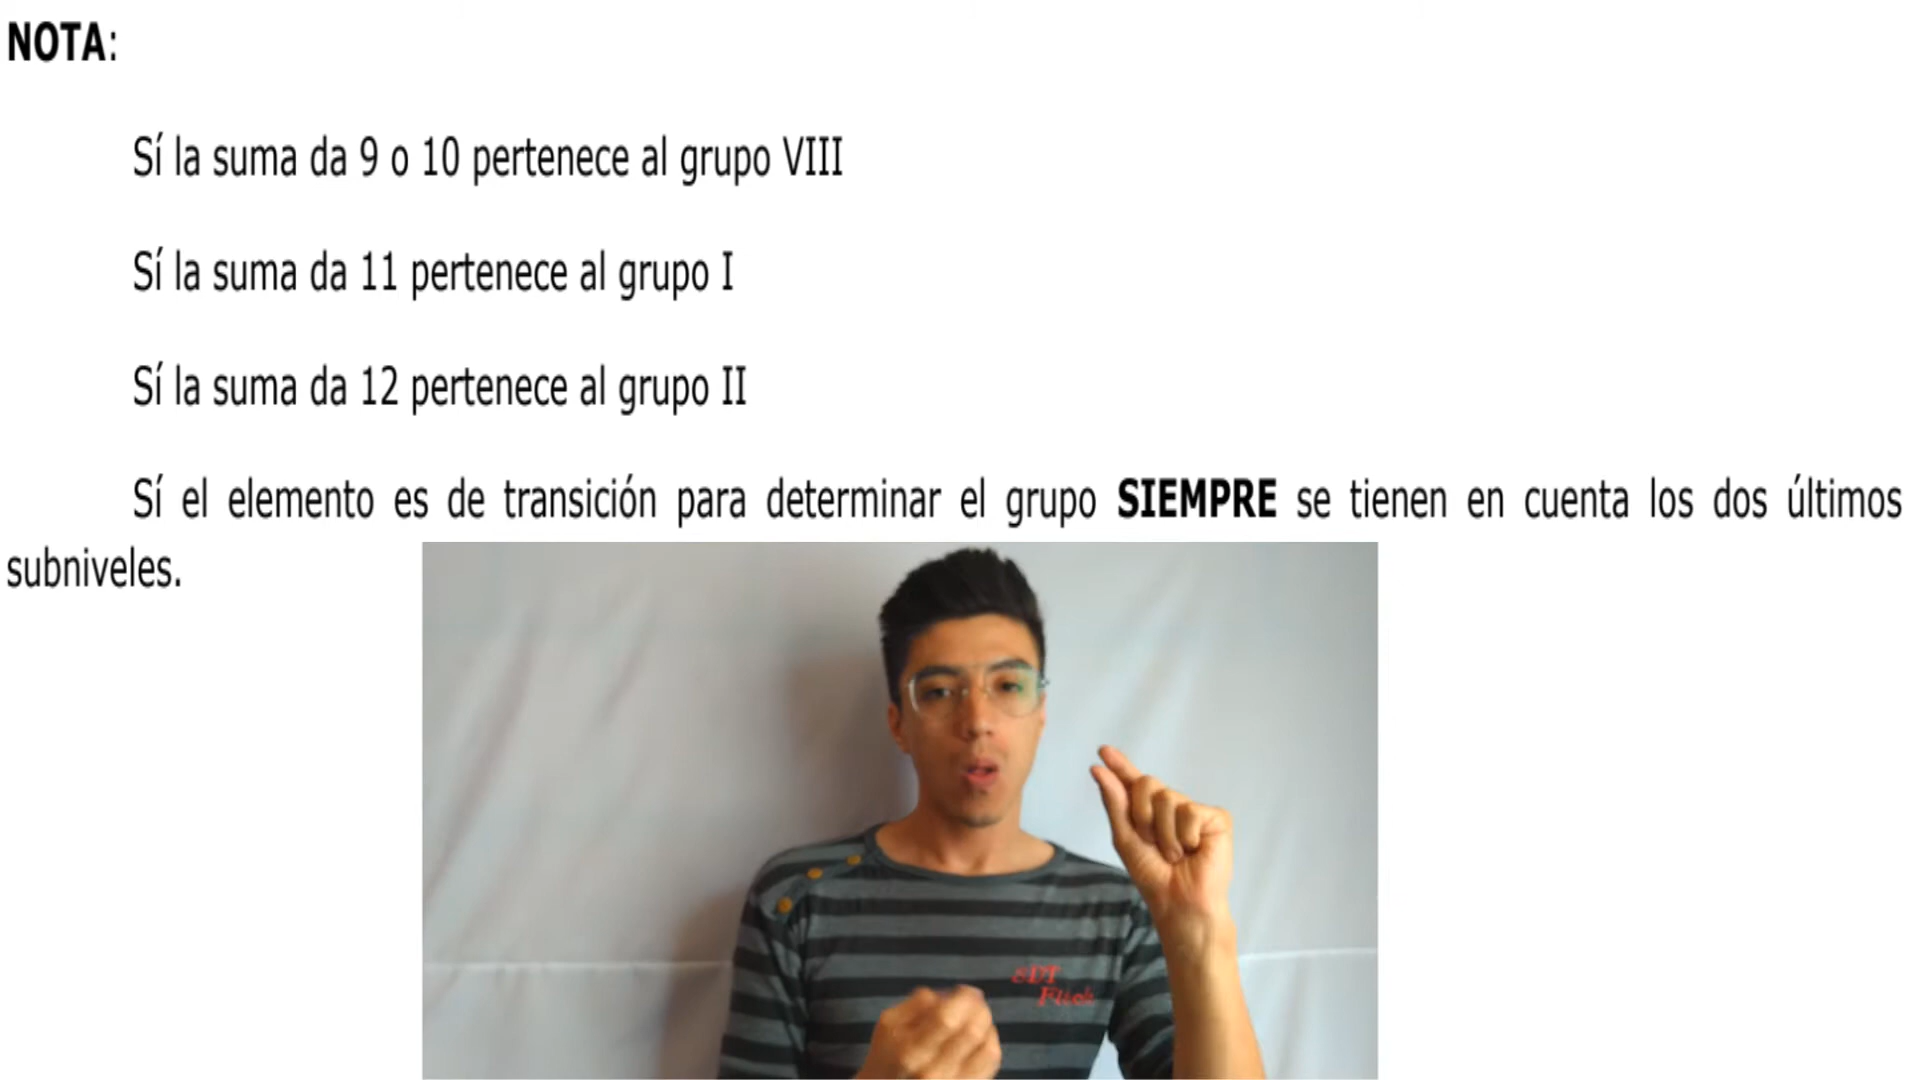 NOTA:
Sí la suma da 9 o 10 pertenece al grupo VIII
Sí la suma da 11 pertenece al grupo I
Sí la suma da 12 pertenece al grupo II
Sí el elemento es de transición para determinar el grupo SIEMPRE se tienen en cuenta los dos últimos
subniveles.
Flick